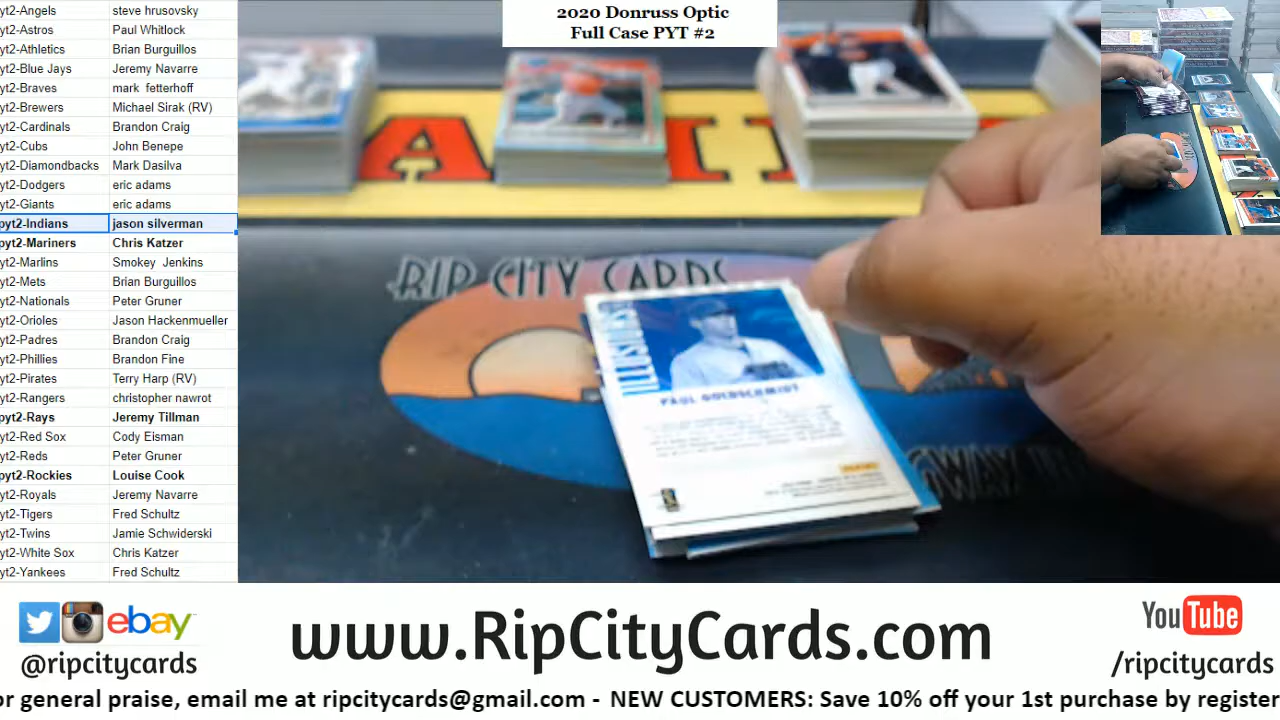 2020 Donruss Optic
Full Case PYT #2
yt2-Angels steve hrusovsky
yt2-Astros Paul Whitlock
yt2-Athletics Brian Burguillos
yt2-Blue Jays Jeremy Navarre
yt2-Braves mark fetterhoff
yt2-Brewers Michael Sirak (RV)
yt2-Cardinals Brandon Craig
yt2-Cubs John Benepe
yt2-Diamondbacks Mark Dasilva
yt2-Dodgers eric adams
yt2-Giants eric adams
pyt2-Indians jason silverman
pyt2-Mariners Chris Katzer
yt2-Marlins Smokey Jenkins
yt2-Mets Brian Burguillos
yt2-Nationals Peter Gruner
yt2-Orioles Jason Hackenmueller
yt2-Padres Brandon Craig
yt2-Phillies Brandon Fine
yt2-Pirates Terry Harp (RV)
yt2-Rangers christopher nawrot
pyt2-Rays Jeremy Tillman
yt2-Red Sox Cody Eisman
yt2-Reds Peter Gruner
pyt2-Rockies Louise Cook
yt2-Royals Jeremy Navarre
yt2-Tigers Fred Schultz
yt2-Twins Jamie Schwiderski
yt2-White Sox Chris Katzer
yt2-Yankees Fred Schultz
RIP CITY CARDS
ILLUSIONS
PAUL GOLDSCHMIDT
ebay
@ripcitycards
www.RipCityCards.com
YouTube
/ripcitycards
or general praise, email me at ripcitycards@gmail.com - NEW CUSTOMERS: Save 10% off your 1st purchase by register